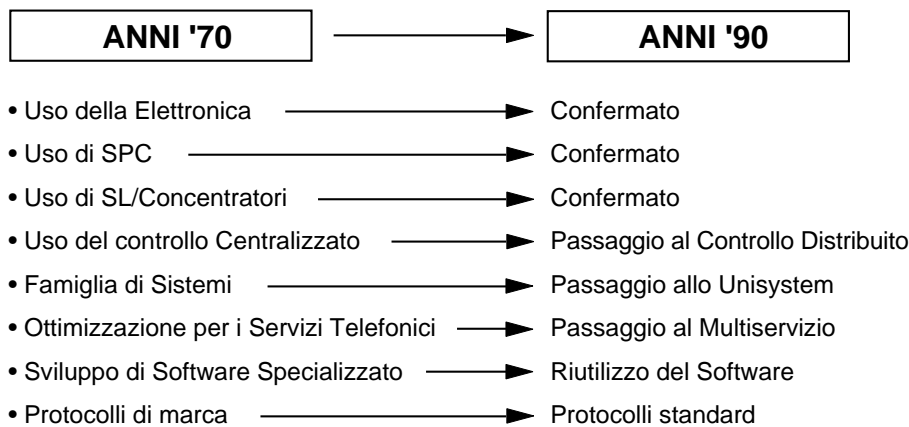 ANNI '70 ANNI '90
• Uso della Elettronica Confermato
• Uso di SPC Confermato
• Uso di SL/Concentratori Confermato
• Uso del controllo Centralizzato Passaggio al Controllo Distribuito
• Famiglia di Sistemi Passaggio allo Unisystem
• Ottimizzazione per i Servizi Telefonici Passaggio al Multiservizio
• Sviluppo di Software Specializzato Riutilizzo del Software
• Protocolli di marca Protocolli standard